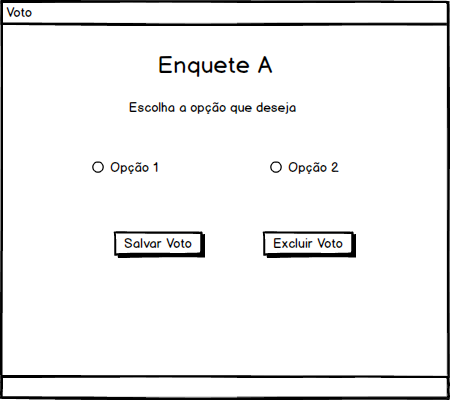 Voto
Enquete A
Escolha a opção que deseja
Opção 1 Opção 2
Salvar Voto Excluir Voto